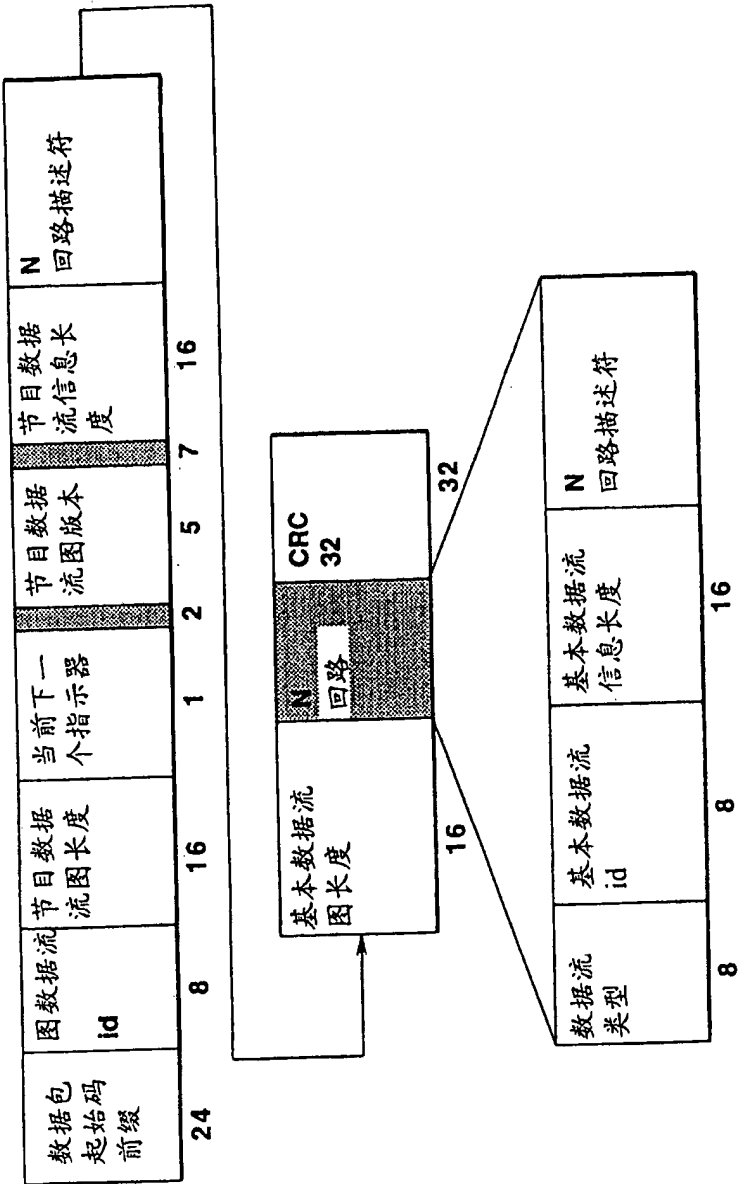 数据包
起始码
前缀
图数据流
id
节目数据
流图长度
当前下一
个指示器
节目数据
流图版本
节目数据
流信息长
度
N
回路描述符
24
8
16
1
2
5
7
16
基本数据流
图长度
N
回路
CRC
32
16
32
数据流
类型
基本数据流
id
基本数据流
信息长度
N
回路描述符
8
8
16